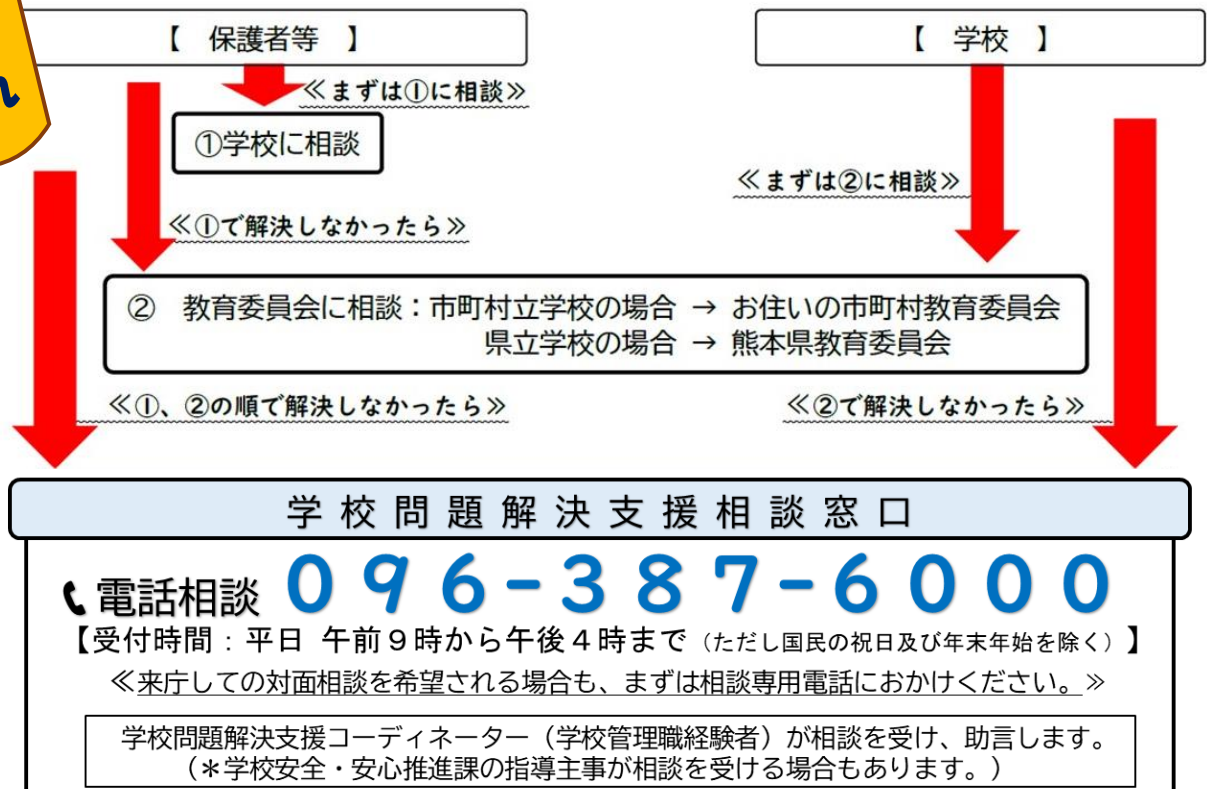 【 保護者等 】
【 学校 】
≪まずは①に相談≫
①学校に相談
≪まずは②に相談≫
≪①で解決しなかったら≫
② 教育委員会に相談：市町村立学校の場合 → お住いの市町村教育委員会
県立学校の場合 → 熊本県教育委員会
≪①、②の順で解決しなかったら≫
≪②で解決しなかったら≫
学校問題解決支援相談窓口
電話相談 096-387-6000
【受付時間：平日 午前９時から午後４時まで（ただし国民の祝日及び年末年始を除く）】
≪来庁しての対面相談を希望される場合も、まずは相談専用電話におかけください。≫
学校問題解決支援コーディネーター（学校管理職経験者）が相談を受け、助言します。
（＊学校安全・安心推進課の指導主事が相談を受ける場合もあります。）